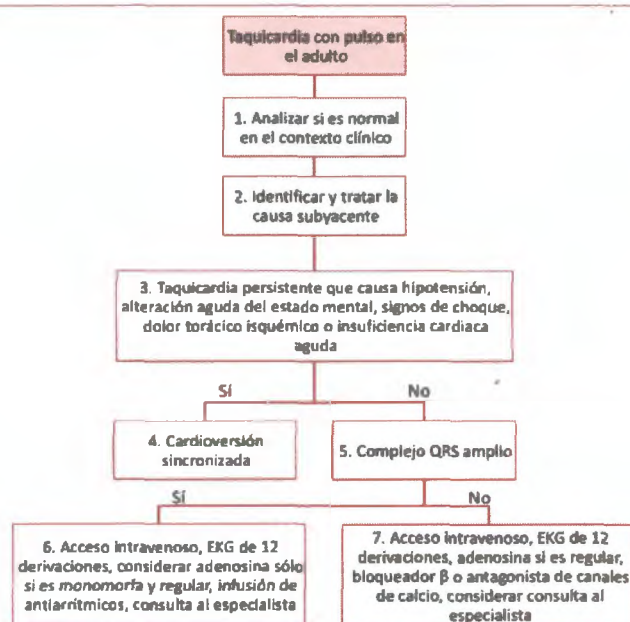 Taquicardia con pulso en
el adulto
1. Analizar si es normal
en el contexto clínico
2. Identificar y tratar la
causa subyacente
3. Taquicardia persistente que causa hipotensión,
alteración aguda del estado mental, signos de choque,
dolor torácico isquémico o insuficiencia cardiaca
aguda
Sí
No
4. Cardioversión
sincronizada
5. Complejo QRS amplio
Sí
No
6. Acceso intravenoso, EKG de 12
derivaciones, considerar adenosina sólo
si es monomorfa y regular, infusión de
antiarrítmicos, consulta al especialista
7. Acceso intravenoso, EKG de 12
derivaciones, adenosina si es regular,
bloqueador β o antagonista de canales
de calcio, considerar consulta al
especialista